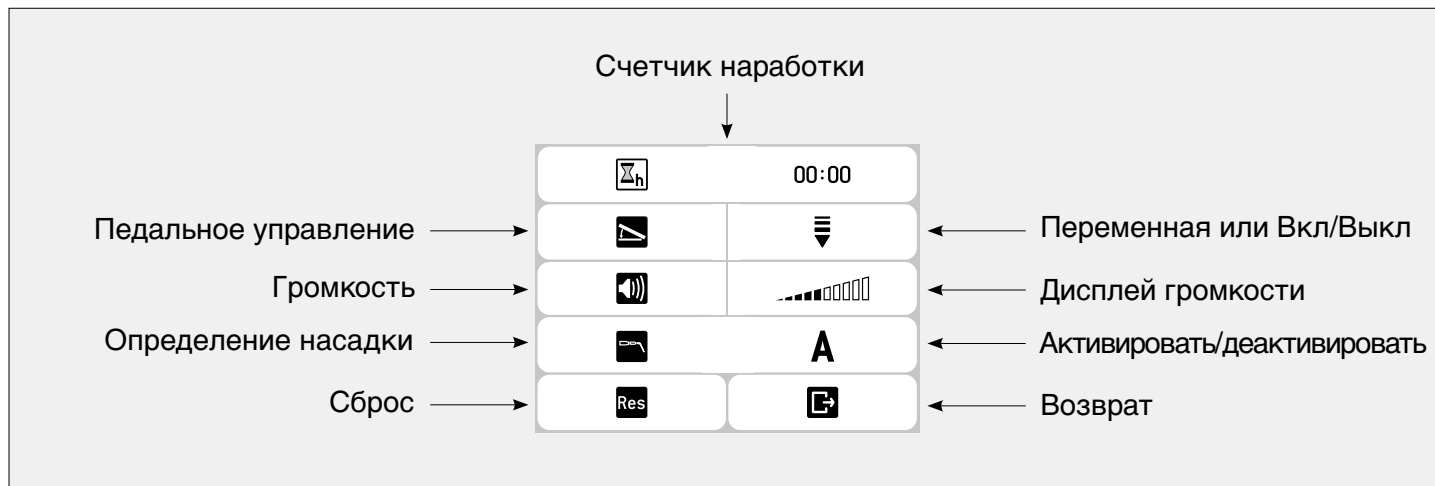 Счетчик наработки
h 00:00
Педальное управление
Переменная или Вкл/Выкл
Громкость
Дисплей громкости
Определение насадки
A
Активировать/деактивировать
Сброс
Res
Возврат